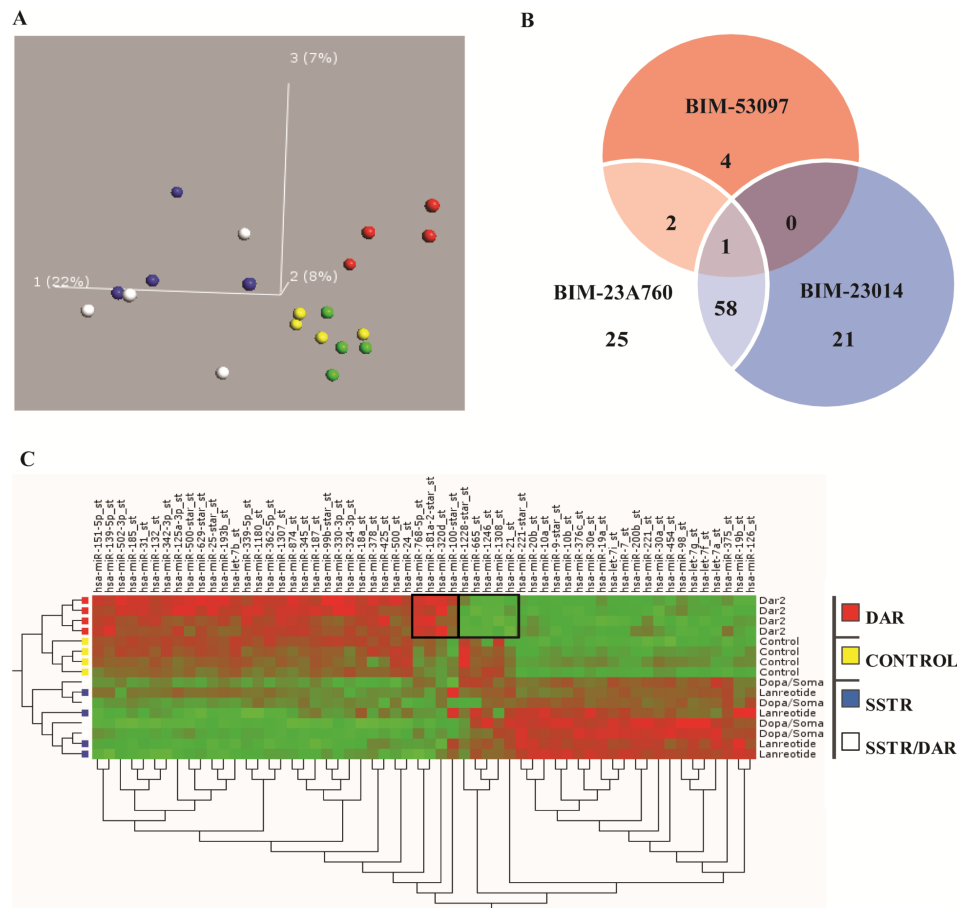 A
3 (7%)
1 (22%)
2 (8%)
B
BIM-53097
4
2
0
1
BIM-23A760
BIM-23014
58
25
21
C
hsa-miR-151-5p_st
hsa-miR-139-5p_st
hsa-miR-502-3p_st
hsa-miR-185_st
hsa-miR-31_st
hsa-miR-132_st
hsa-miR-342-3p_st
hsa-miR-125a-3p_st
hsa-miR-500-star_st
hsa-miR-629-star_st
hsa-miR-25-star_st
hsa-miR-193b_st
hsa-let-7b_st
hsa-miR-339-5p_st
hsa-miR-1180_st
hsa-miR-362-5p_st
hsa-miR-1307_st
hsa-miR-874_st
hsa-miR-345_st
hsa-miR-187_st
hsa-miR-99b-star_st
hsa-miR-330-3p_st
hsa-miR-324-3p_st
hsa-miR-18a_st
hsa-miR-378_st
hsa-miR-425_st
hsa-miR-500_st
hsa-miR-24_st
hsa-miR-768-5p_st
hsa-miR-181a-2-star_st
hsa-miR-320d_st
hsa-miR-100-star_st
hsa-miR-1228-star_st
hsa-miR-665_st
hsa-miR-1246_st
hsa-miR-1308_st
hsa-miR-21_st
hsa-miR-221-star_st
hsa-miR-20b_st
hsa-miR-10a_st
hsa-miR-9-star_st
hsa-miR-10b_st
hsa-miR-376c_st
hsa-miR-30e_st
hsa-miR-19a_st
hsa-let-7i_st
hsa-miR-7_st
hsa-miR-200b_st
hsa-miR-221_st
hsa-miR-30a_st
hsa-miR-454_st
hsa-miR-98_st
hsa-let-7g_st
hsa-let-7f_st
hsa-let-7a_st
hsa-miR-375_st
hsa-miR-19b_st
hsa-miR-126_st
Dar2
Dar2
Dar2
Dar2
Control
Control
Control
Control
Dopa/Soma
Lanreotide
Dopa/Soma
Lanreotide
Dopa/Soma
Dopa/Soma
Lanreotide
Lanreotide
DAR
CONTROL
SSTR
SSTR/DAR